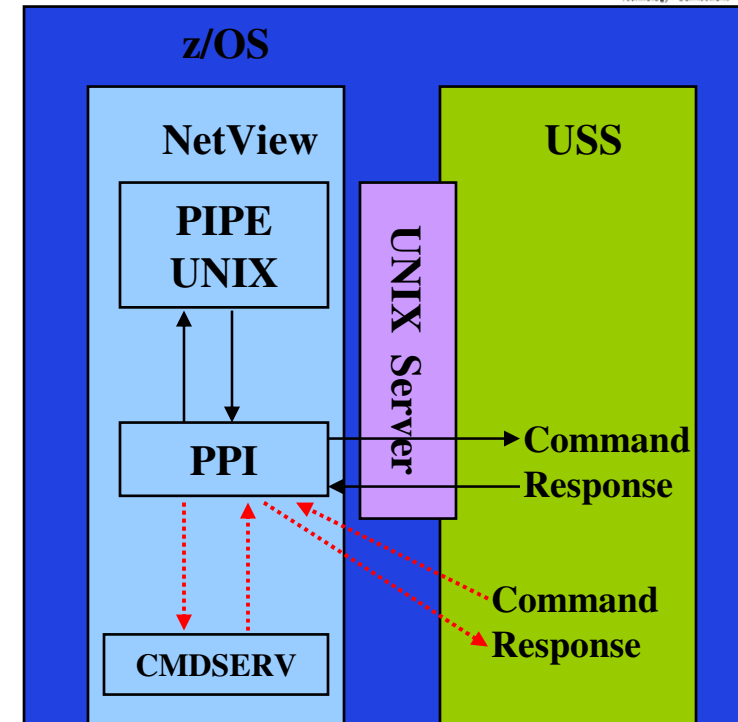 z/OS
NetView
USS
PIPE
UNIX
UNIX Server
PPI
Command
Response
Command
Response
CMDSERV